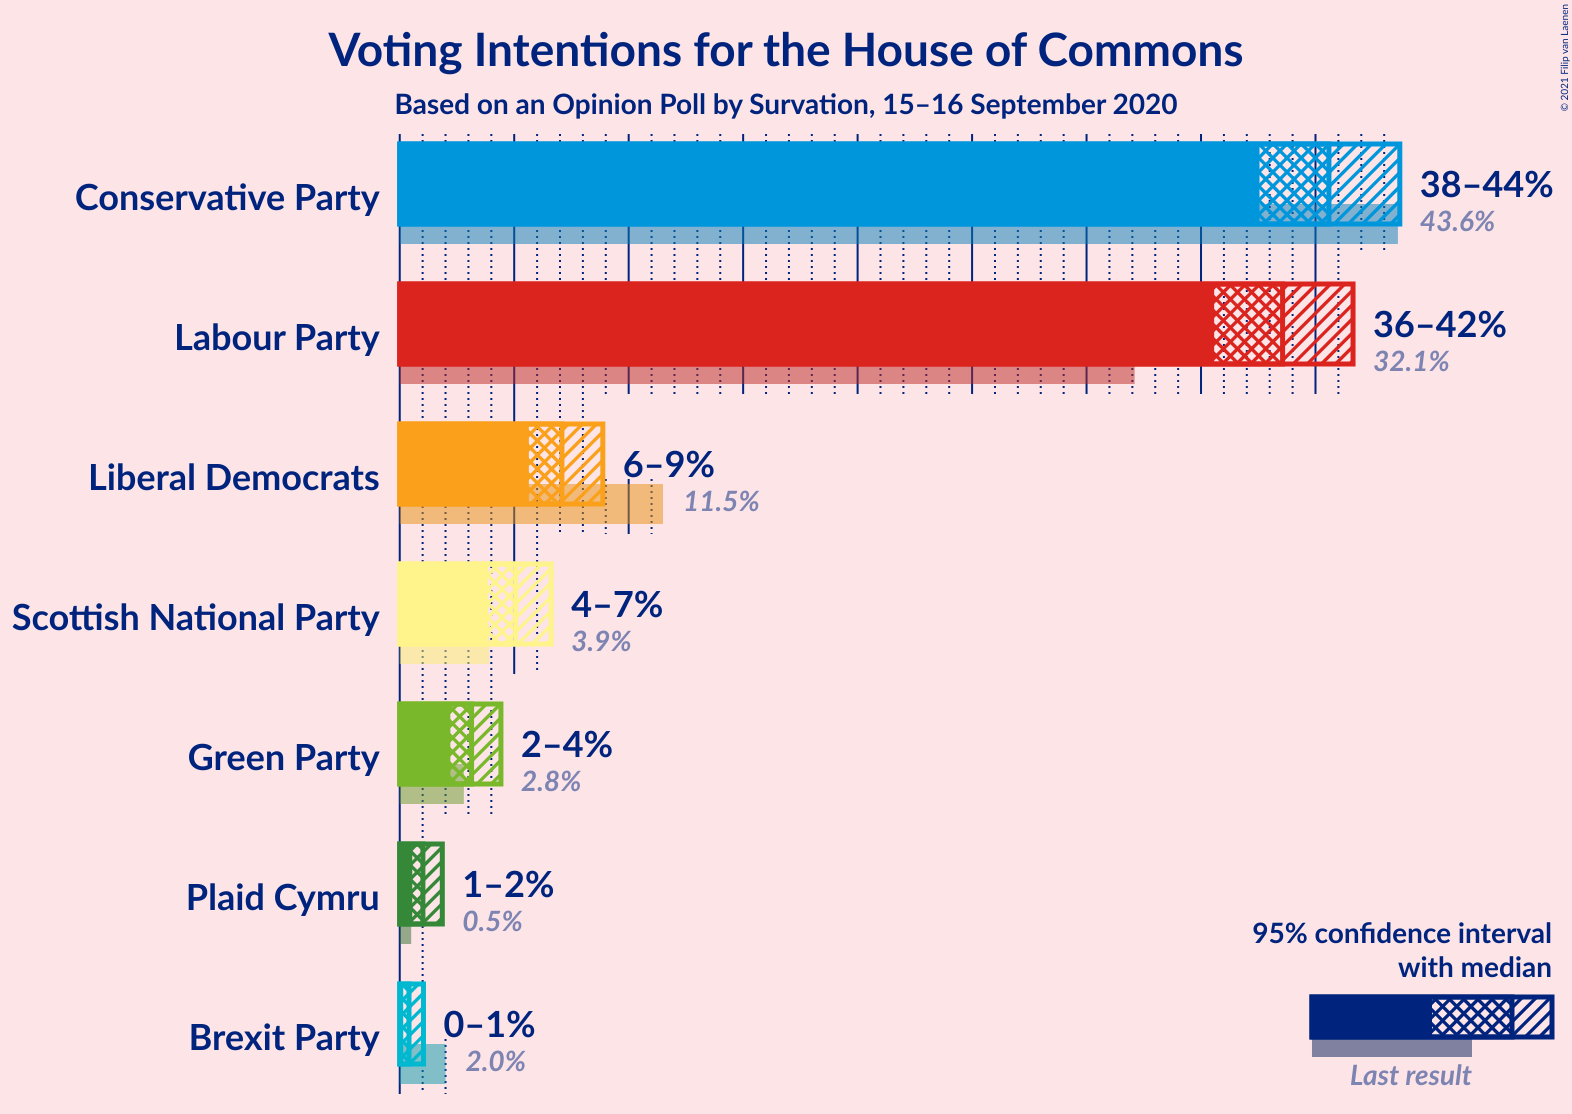 Voting Intentions for the House of Commons
Based on an Opinion Poll by Survation, 15–16 September 2020
© 2021 Filip van Laenen
Conservative Party
38–44%
43.6%
Labour Party
36–42%
32.1%
Liberal Democrats
6–9%
11.5%
Scottish National Party
4–7%
3.9%
Green Party
2–4%
2.8%
Plaid Cymru
1–2%
0.5%
Brexit Party
0–1%
2.0%
95% confidence interval
with median
Last result